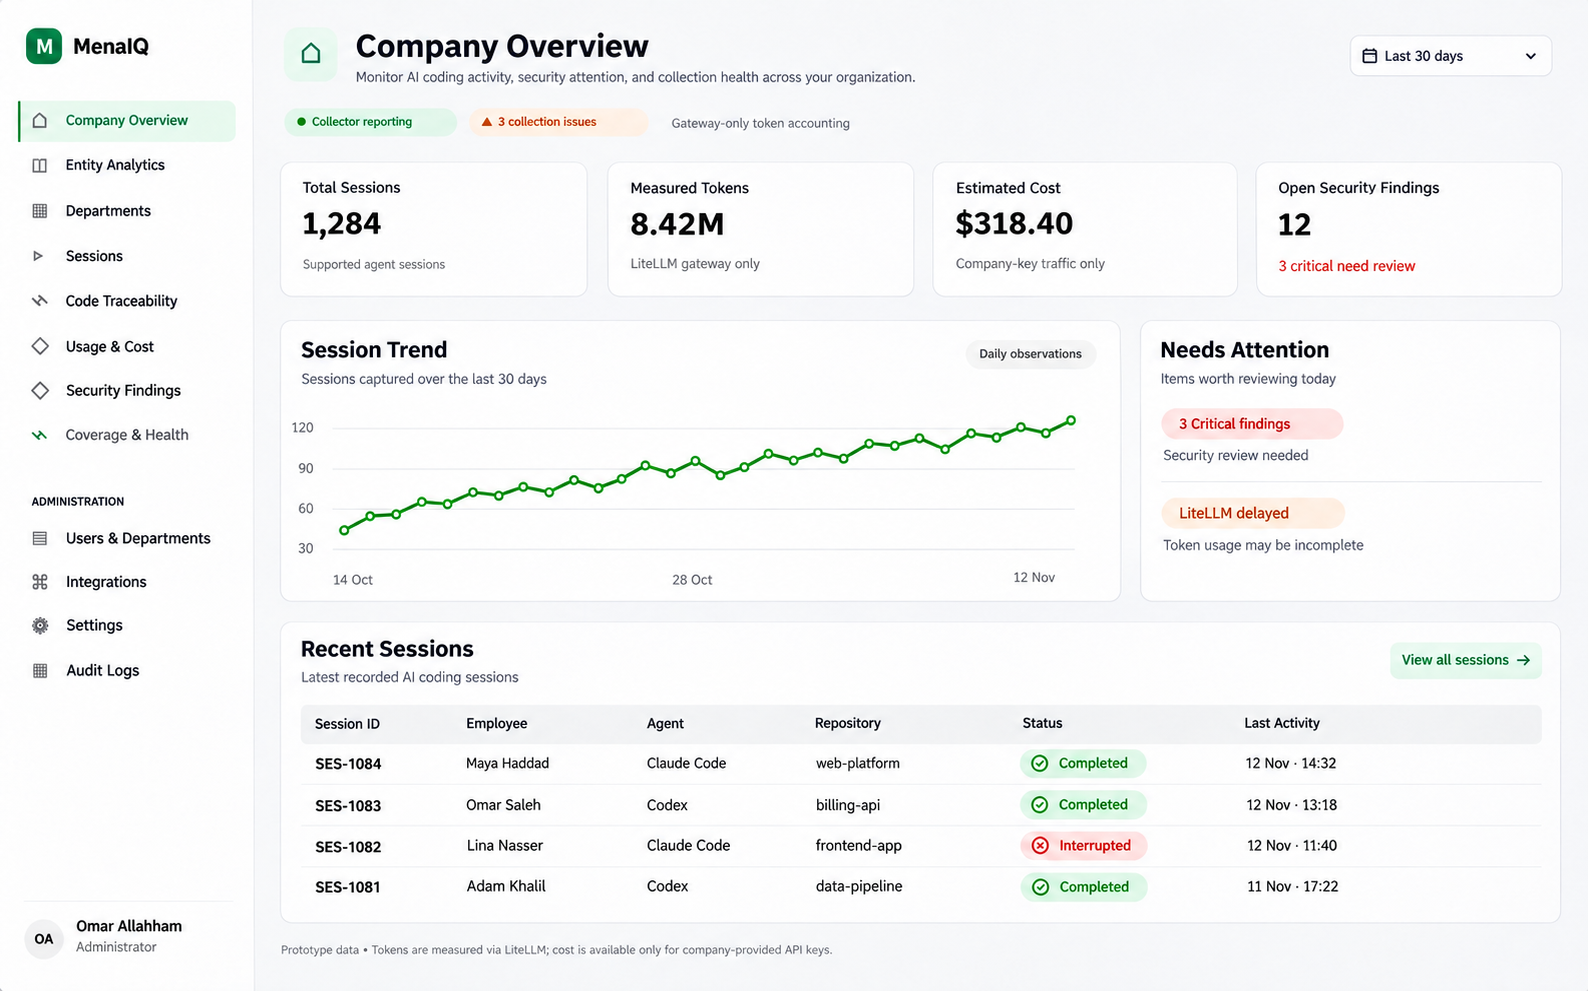 M MenaIQ
Company Overview
Entity Analytics
Departments
Sessions
Code Traceability
Usage & Cost
Security Findings
Coverage & Health
ADMINISTRATION
Users & Departments
Integrations
Settings
Audit Logs
OA
Omar Allahham
Administrator
Company Overview
Monitor AI coding activity, security attention, and collection health across your organization.
Last 30 days
Collector reporting
3 collection issues
Gateway-only token accounting
Total Sessions
1,284
Supported agent sessions
Measured Tokens
8.42M
LiteLLM gateway only
Estimated Cost
$318.40
Company-key traffic only
Open Security Findings
12
3 critical need review
Session Trend
Sessions captured over the last 30 days
Daily observations
120
90
60
30
14 Oct 28 Oct 12 Nov
Needs Attention
Items worth reviewing today
3 Critical findings
Security review needed
LiteLLM delayed
Token usage may be incomplete
Recent Sessions
Latest recorded AI coding sessions
View all sessions →
Session ID Employee Agent Repository Status Last Activity
SES-1084 Maya Haddad Claude Code web-platform Completed 12 Nov · 14:32
SES-1083 Omar Saleh Codex billing-api Completed 12 Nov · 13:18
SES-1082 Lina Nasser Claude Code frontend-app Interrupted 12 Nov · 11:40
SES-1081 Adam Khalil Codex data-pipeline Completed 11 Nov · 17:22
Prototype data • Tokens are measured via LiteLLM; cost is available only for company-provided API keys.